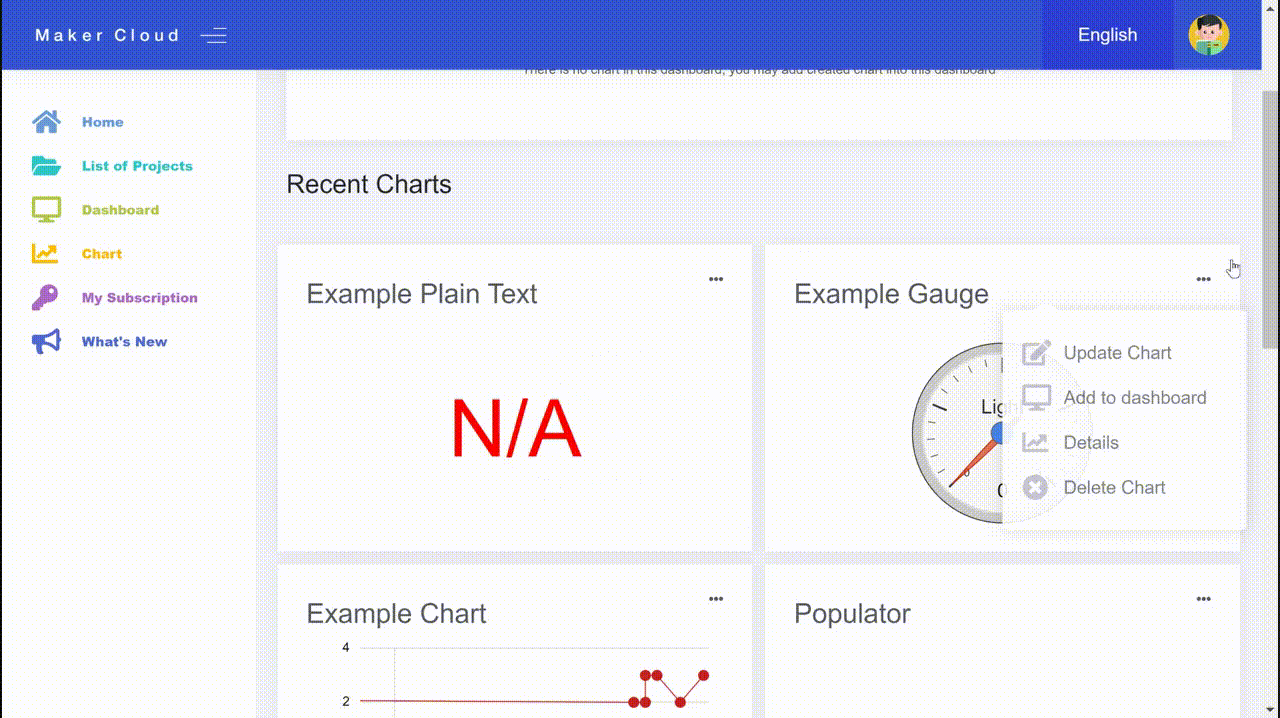 Maker Cloud
English
There is no chart in this dashboard, you may add created chart into this dashboard
Home
List of Projects
Dashboard
Chart
My Subscription
What's New
Recent Charts
Example Plain Text
N/A
Example Gauge
Update Chart
Add to dashboard
Details
Delete Chart
Ligh
0
0
Example Chart
4
2
Populator